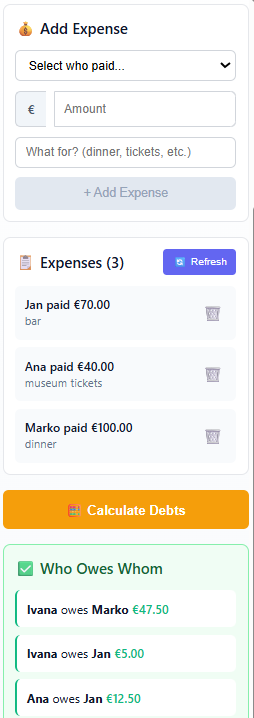 Add Expense
Select who paid...
€ Amount
What for? (dinner, tickets, etc.)
+ Add Expense
Expenses (3)
Refresh
Jan paid €70.00
bar
Ana paid €40.00
museum tickets
Marko paid €100.00
dinner
Calculate Debts
Who Owes Whom
Ivana owes Marko €47.50
Ivana owes Jan €5.00
Ana owes Jan €12.50